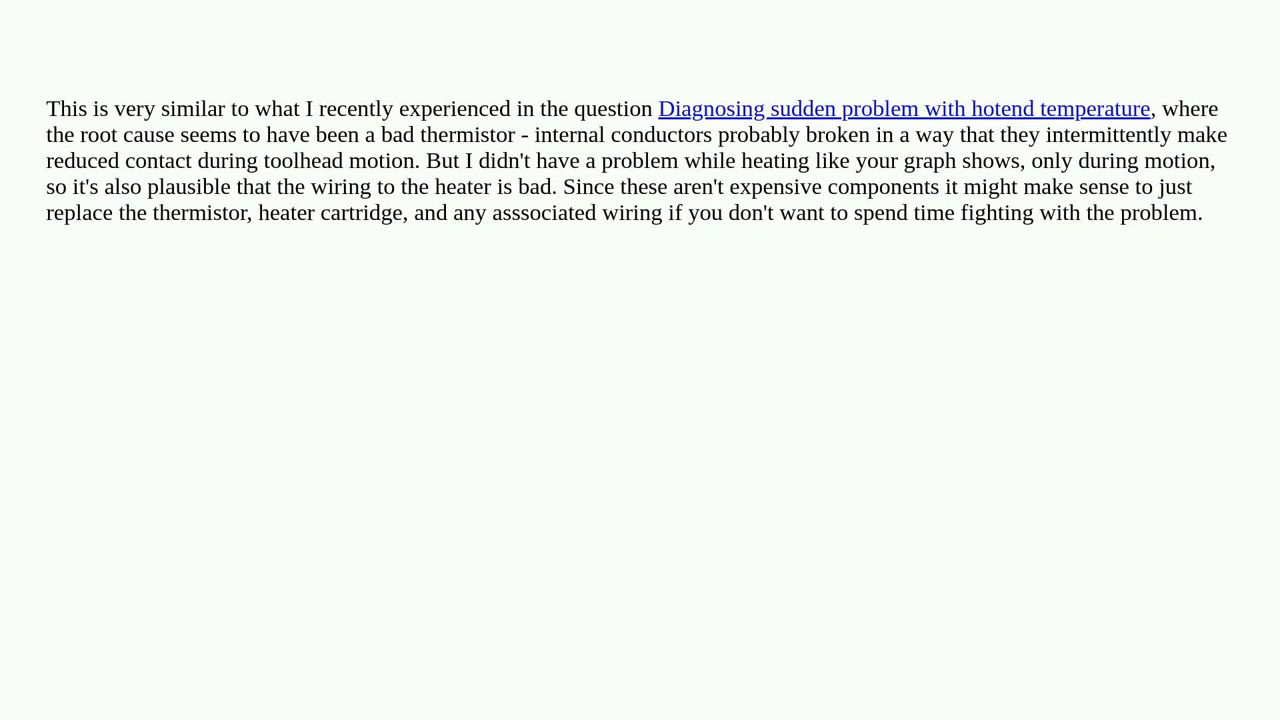 This is very similar to what I recently experienced in the question Diagnosing sudden problem with hotend temperature, where
the root cause seems to have been a bad thermistor - internal conductors probably broken in a way that they intermittently make
reduced contact during toolhead motion. But I didn't have a problem while heating like your graph shows, only during motion,
so it's also plausible that the wiring to the heater is bad. Since these aren't expensive components it might make sense to just
replace the thermistor, heater cartridge, and any asssociated wiring if you don't want to spend time fighting with the problem.